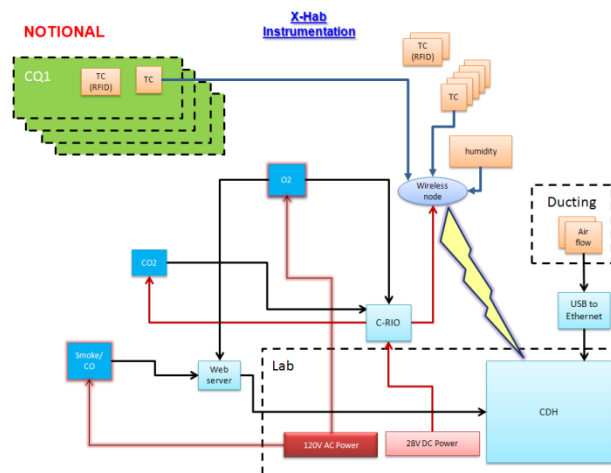 NOTIONAL
X-Hab
Instrumentation
CQ1
TC
(RFID)
TC
TC
(RFID)
TC
humidity
Wireless
node
O2
Ducting
Air
flow
CO2
C-RIO
USB to
Ethernet
Smoke/
CO
Web
server
Lab
CDH
120V AC Power
28V DC Power